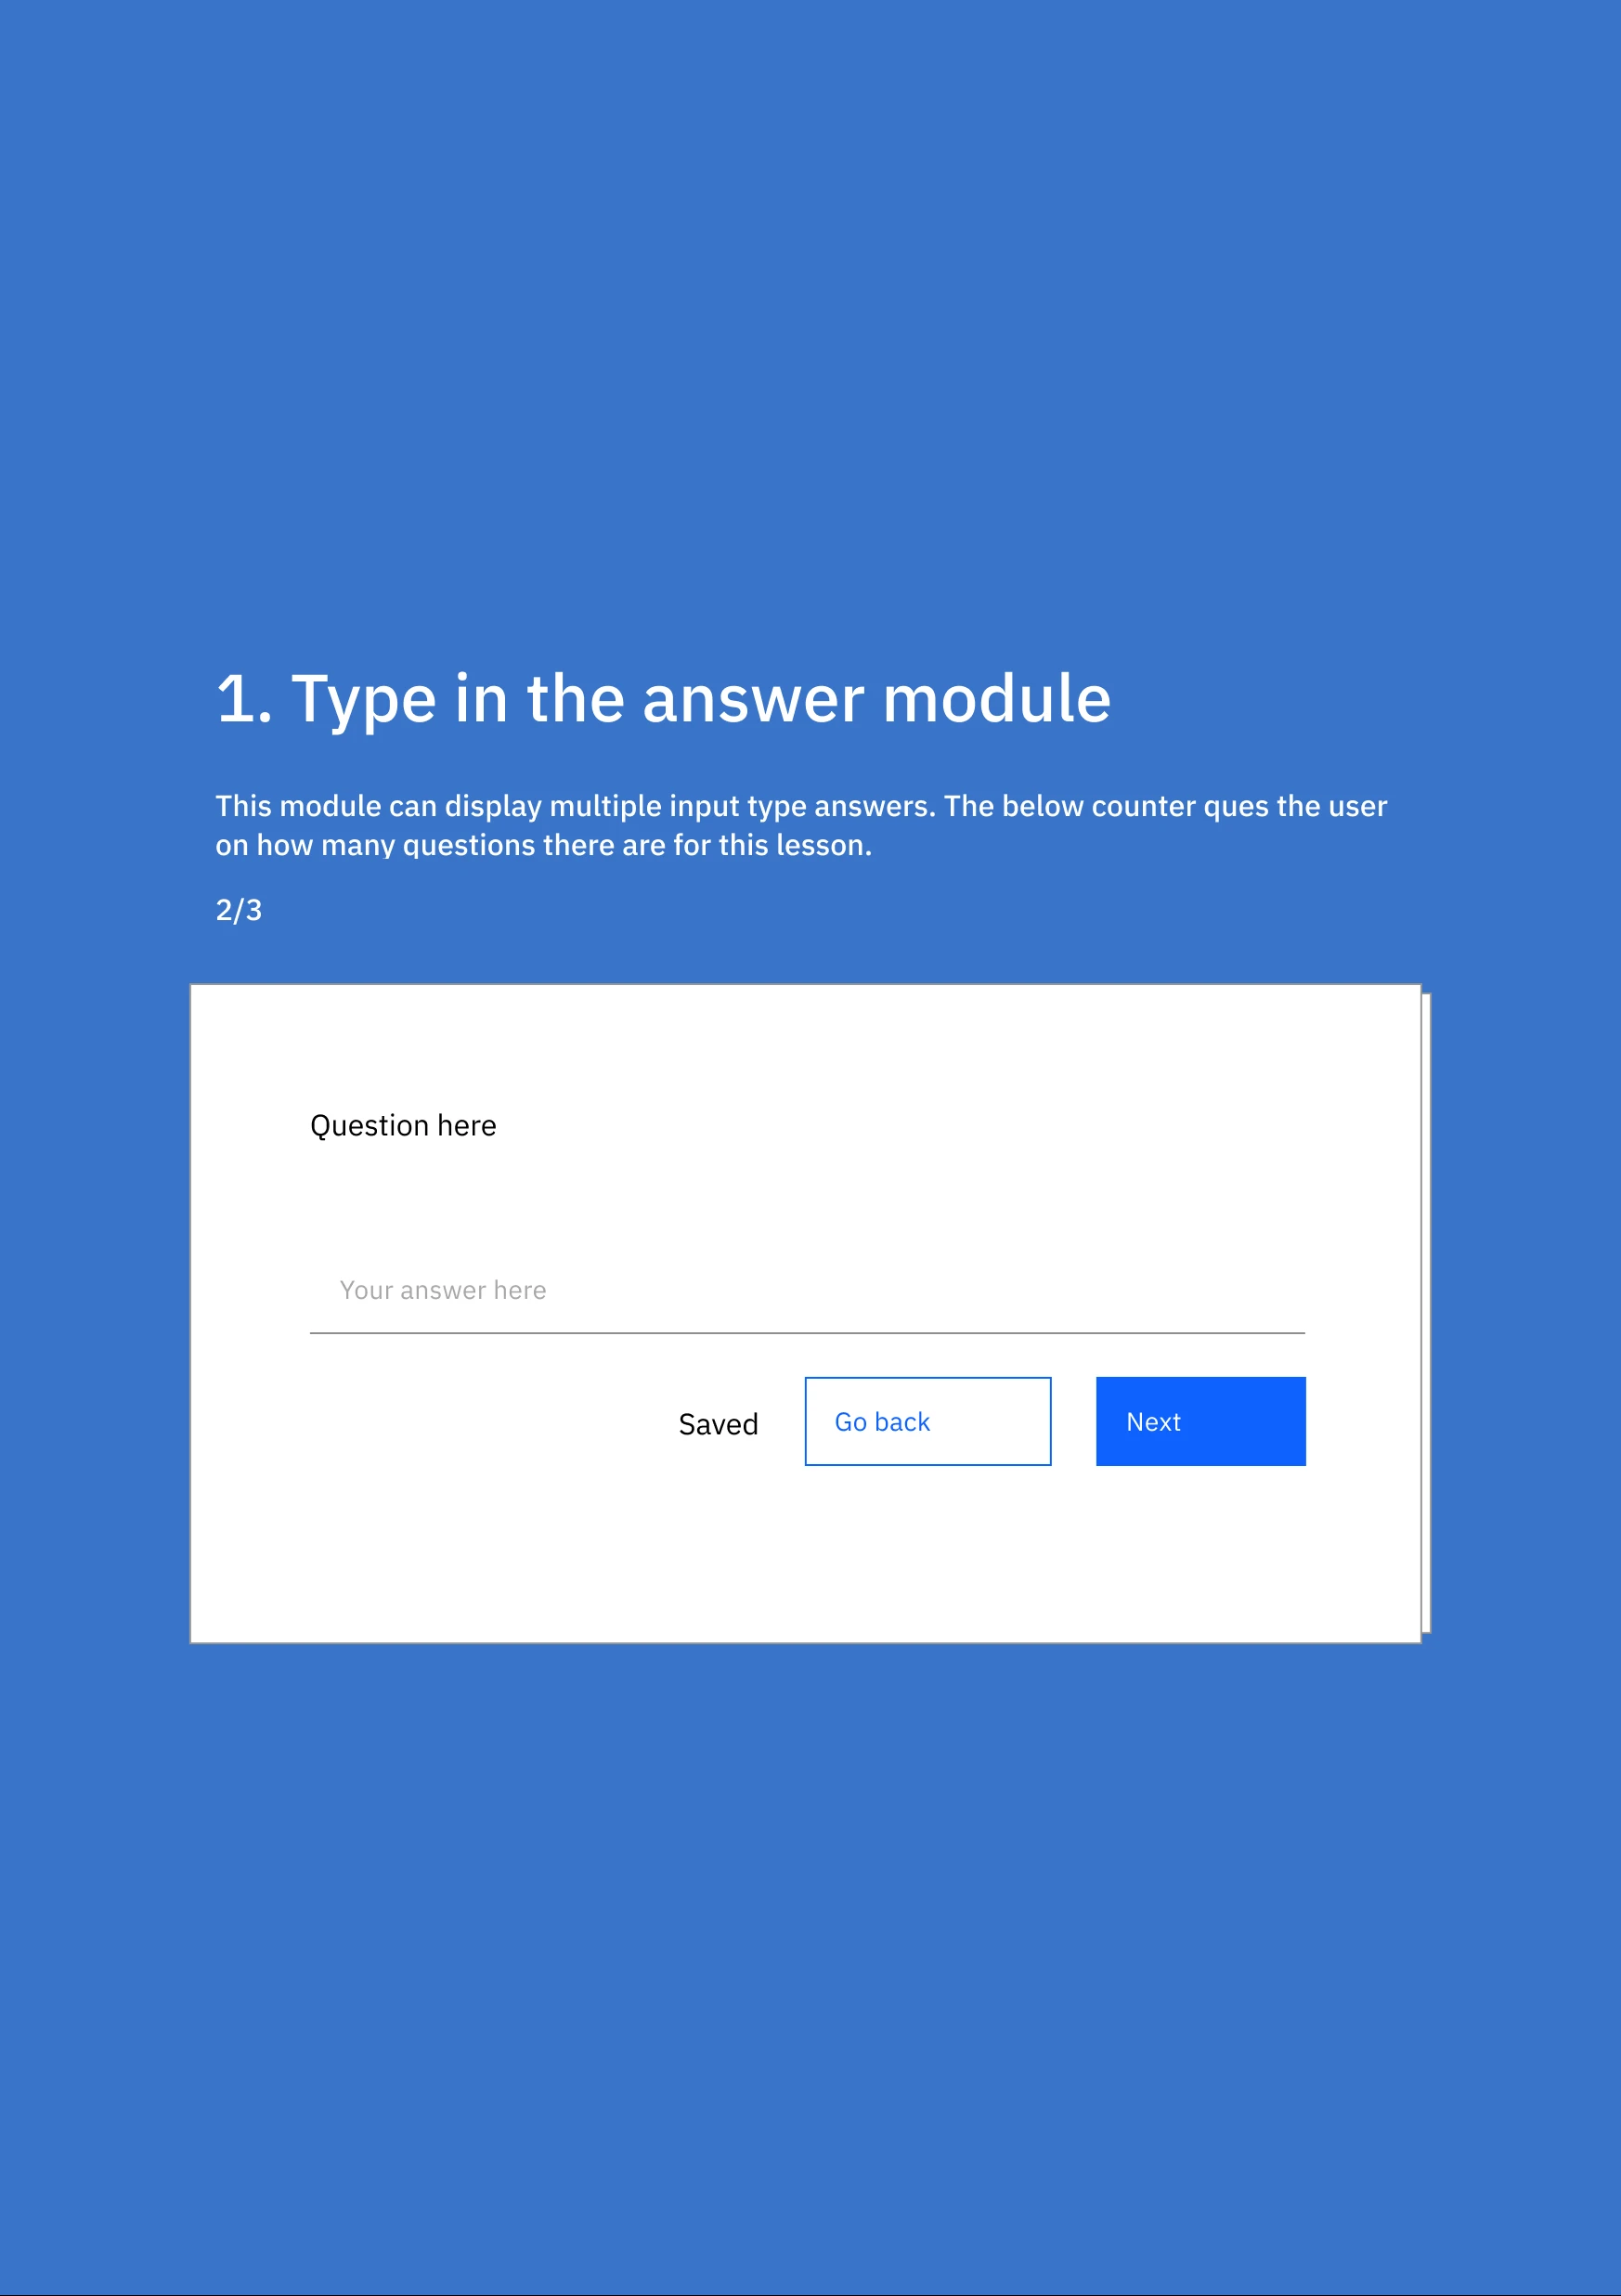 1. Type in the answer module
This module can display multiple input type answers. The below counter ques the user
on how many questions there are for this lesson.
2/3
Question here
Your answer here
Saved
Go back
Next